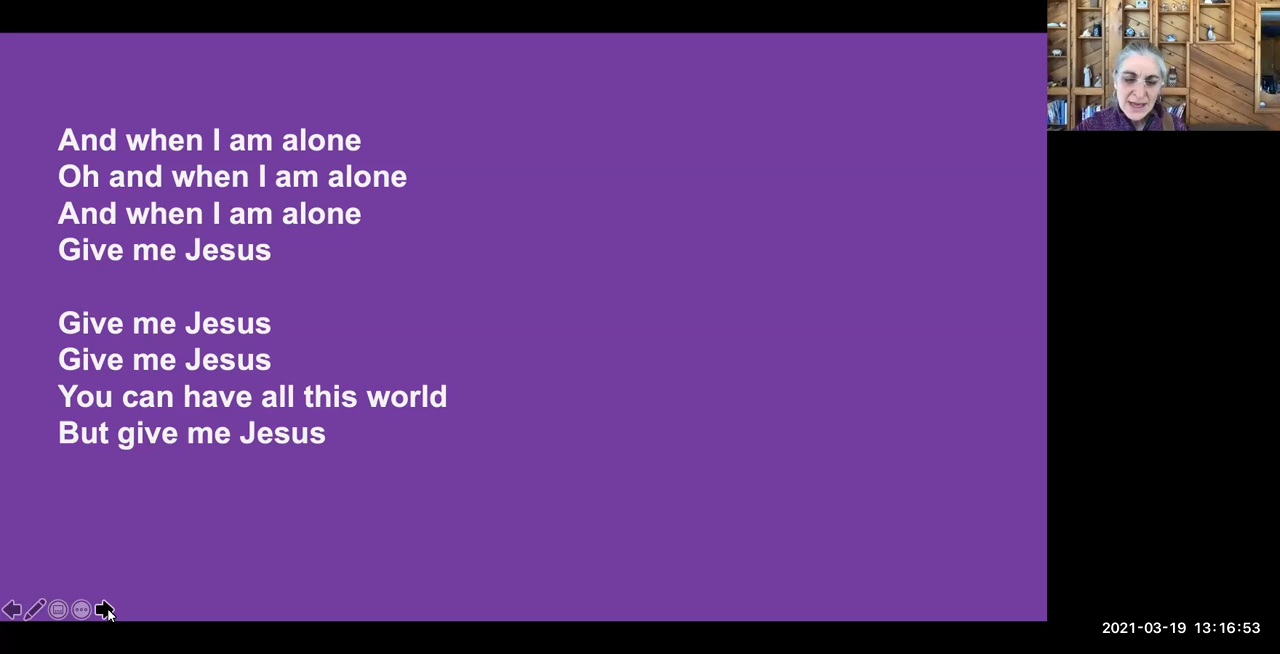 And when I am alone
Oh and when I am alone
And when I am alone
Give me Jesus
Give me Jesus
Give me Jesus
You can have all this world
But give me Jesus
2021-03-19 13:16:53